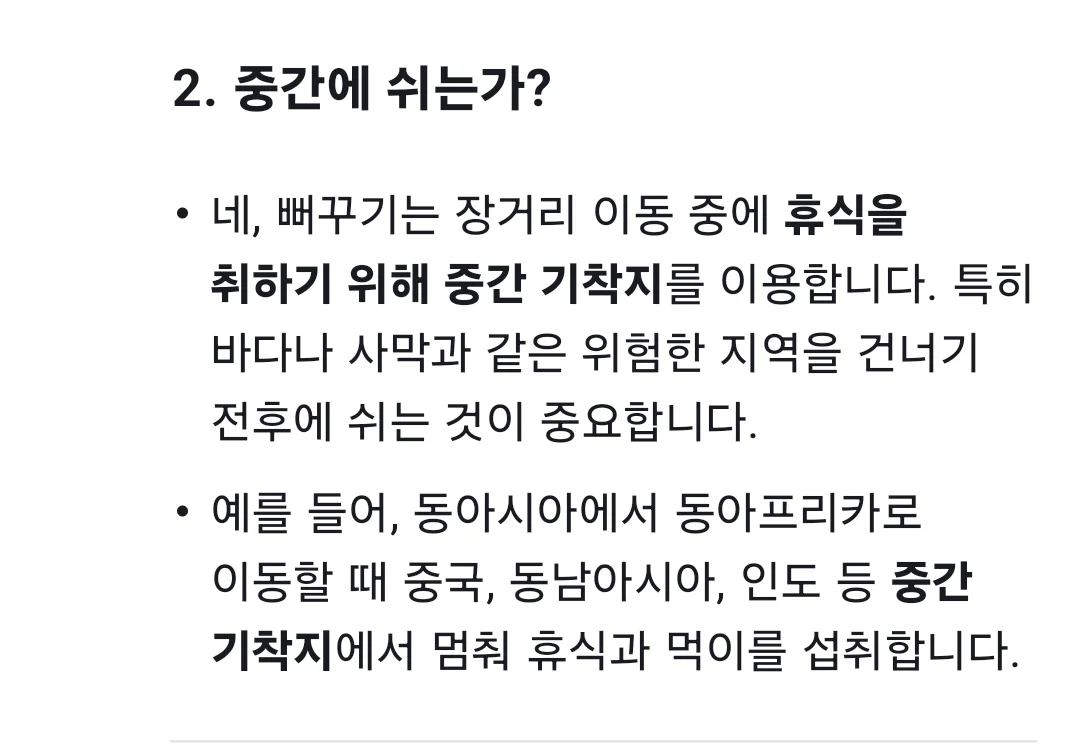 2. 중간에 쉬는가?
• 네, 뻐꾸기는 장거리 이동 중에 휴식을
취하기 위해 중간 기착지를 이용합니다. 특히
바다나 사막과 같은 위험한 지역을 건너기
전후에 쉬는 것이 중요합니다.
• 예를 들어, 동아시아에서 동아프리카로
이동할 때 중국, 동남아시아, 인도 등 중간
기착지에서 멈춰 휴식과 먹이를 섭취합니다.